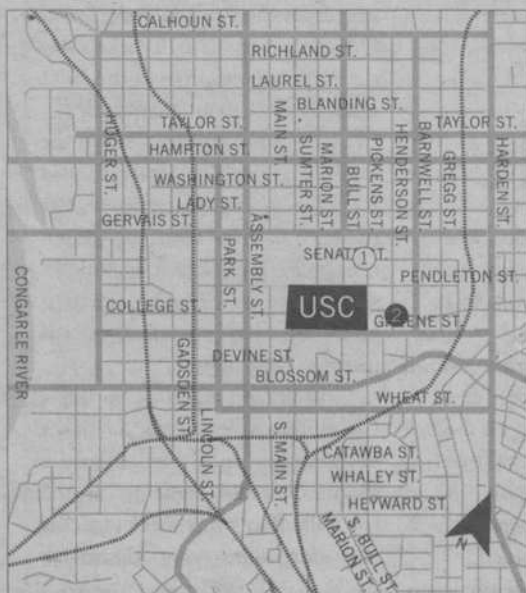 CALHOUN ST.
RICHLAND ST.
LAUREL ST.
BLANDING ST.
TAYLOR ST.
TAYLOR ST.
HAMPTON ST.
WASHINGTON ST.
LADY ST.
GERVAIS ST.
HUGER ST.
MAIN ST.
SUMTER ST.
MARION ST.
BULL ST.
PICKENS ST.
HENDERSON ST.
BARNWELL ST.
GREGG ST.
HARDEN ST.
PARK ST.
ASSEMBLY ST.
SENATE ST.
1
PENDLETON ST.
CONGAREE RIVER
COLLEGE ST.
USC
2
GREENE ST.
GADSDEN ST.
DEVINE ST.
BLOSSOM ST.
WHEAT ST.
LINCOLN ST.
S. MAIN ST.
CATAWBA ST.
WHALEY ST.
HEYWARD ST.
S. BULL ST.
MARION ST.
N